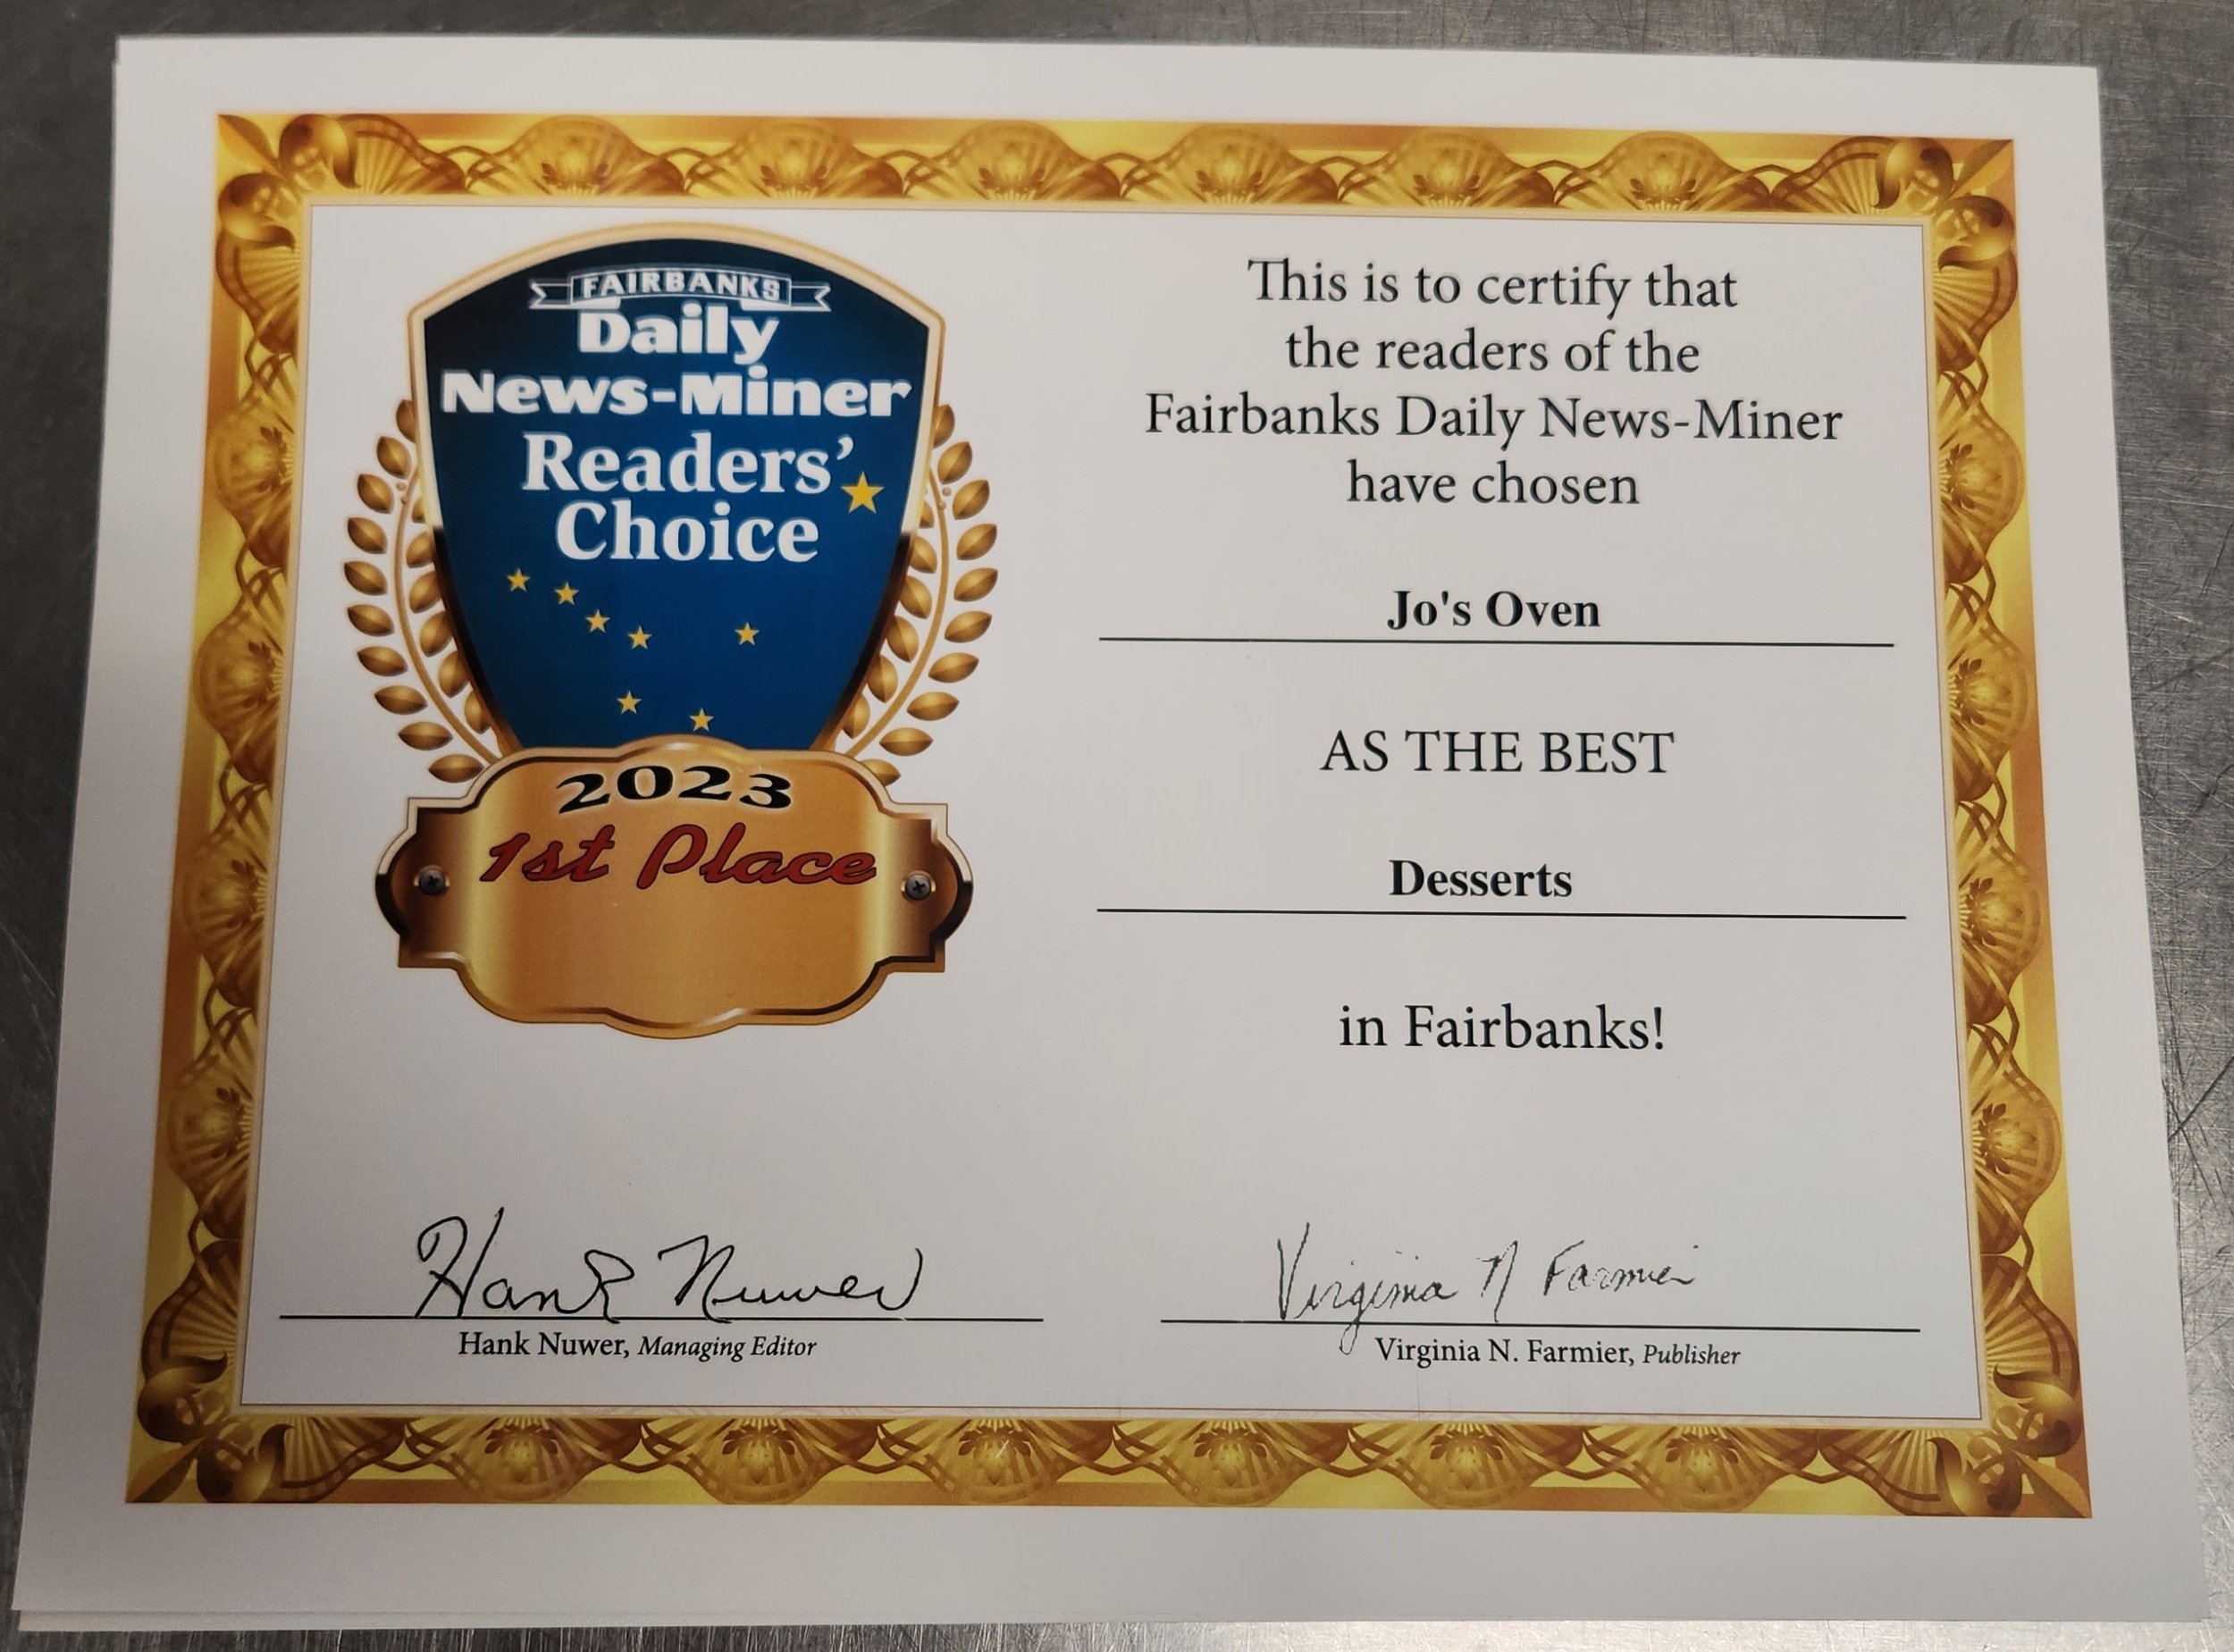 FAIRBANKS
Daily
News-Miner
Readers'
Choice
2023
1st Place
This is to certify that
the readers of the
Fairbanks Daily News-Miner
have chosen
Jo's Oven
AS THE BEST
Desserts
in Fairbanks!
Hank Nuwer
Hank Nuwer, Managing Editor
Virginia N Farmier
Virginia N. Farmier, Publisher